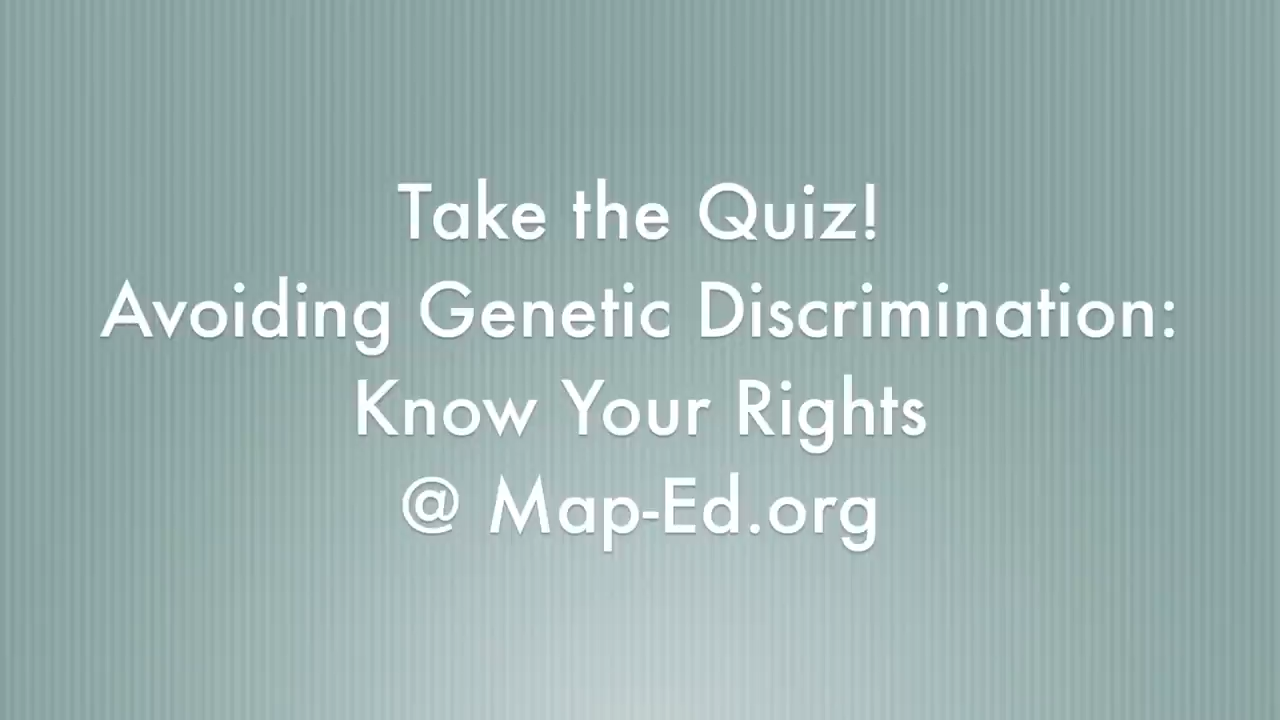 Take the Quiz!
Avoiding Genetic Discrimination:
Know Your Rights
@ Map-Ed.org